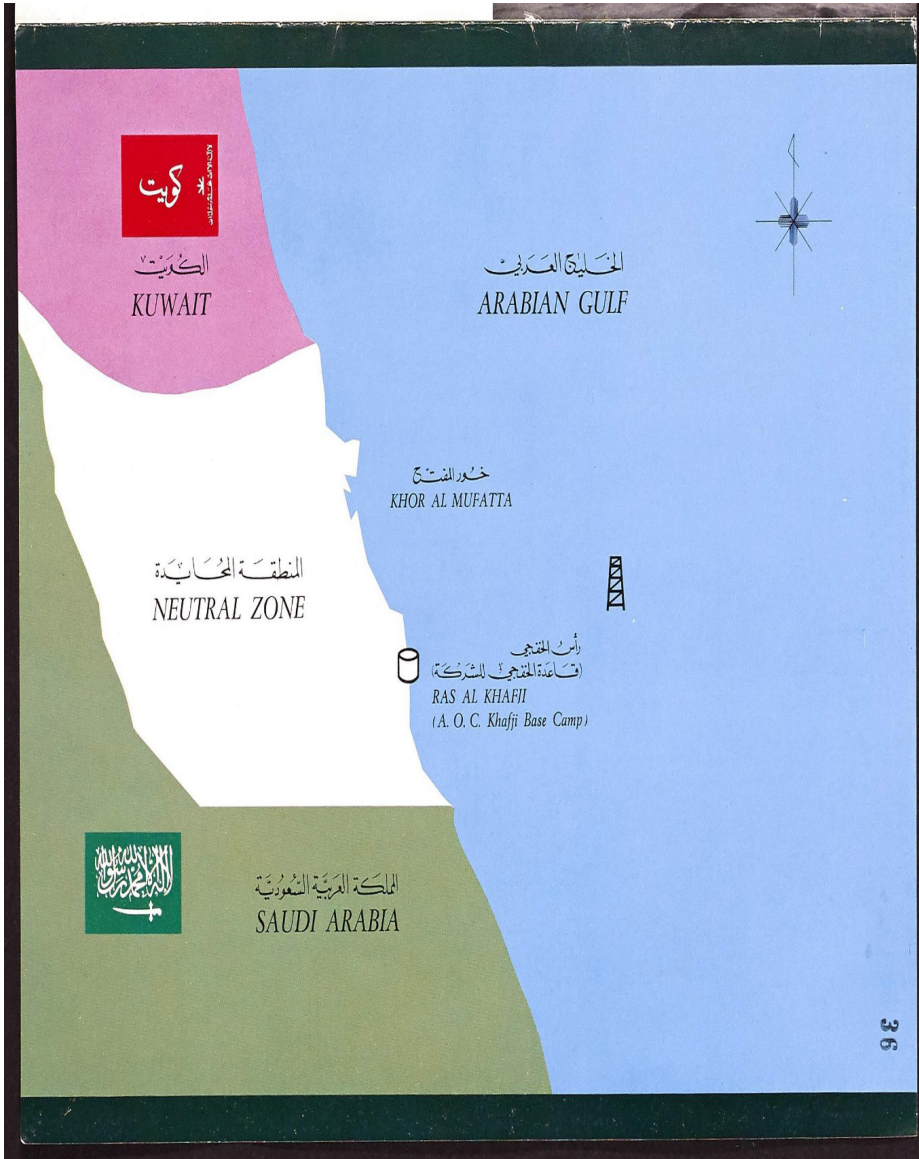 كويت
الكويت
KUWAIT
الخليج العربي
ARABIAN GULF
خور المفتح
KHOR AL MUFATTA
المنطقة المحايدة
NEUTRAL ZONE
رأس الخفجي
(قاعدة الخفجي للشركة)
RAS AL KHAFJI
(A. O. C. Khafji Base Camp)
لا إله إلا الله محمد رسول الله
المملكة العربية السعودية
SAUDI ARABIA
36